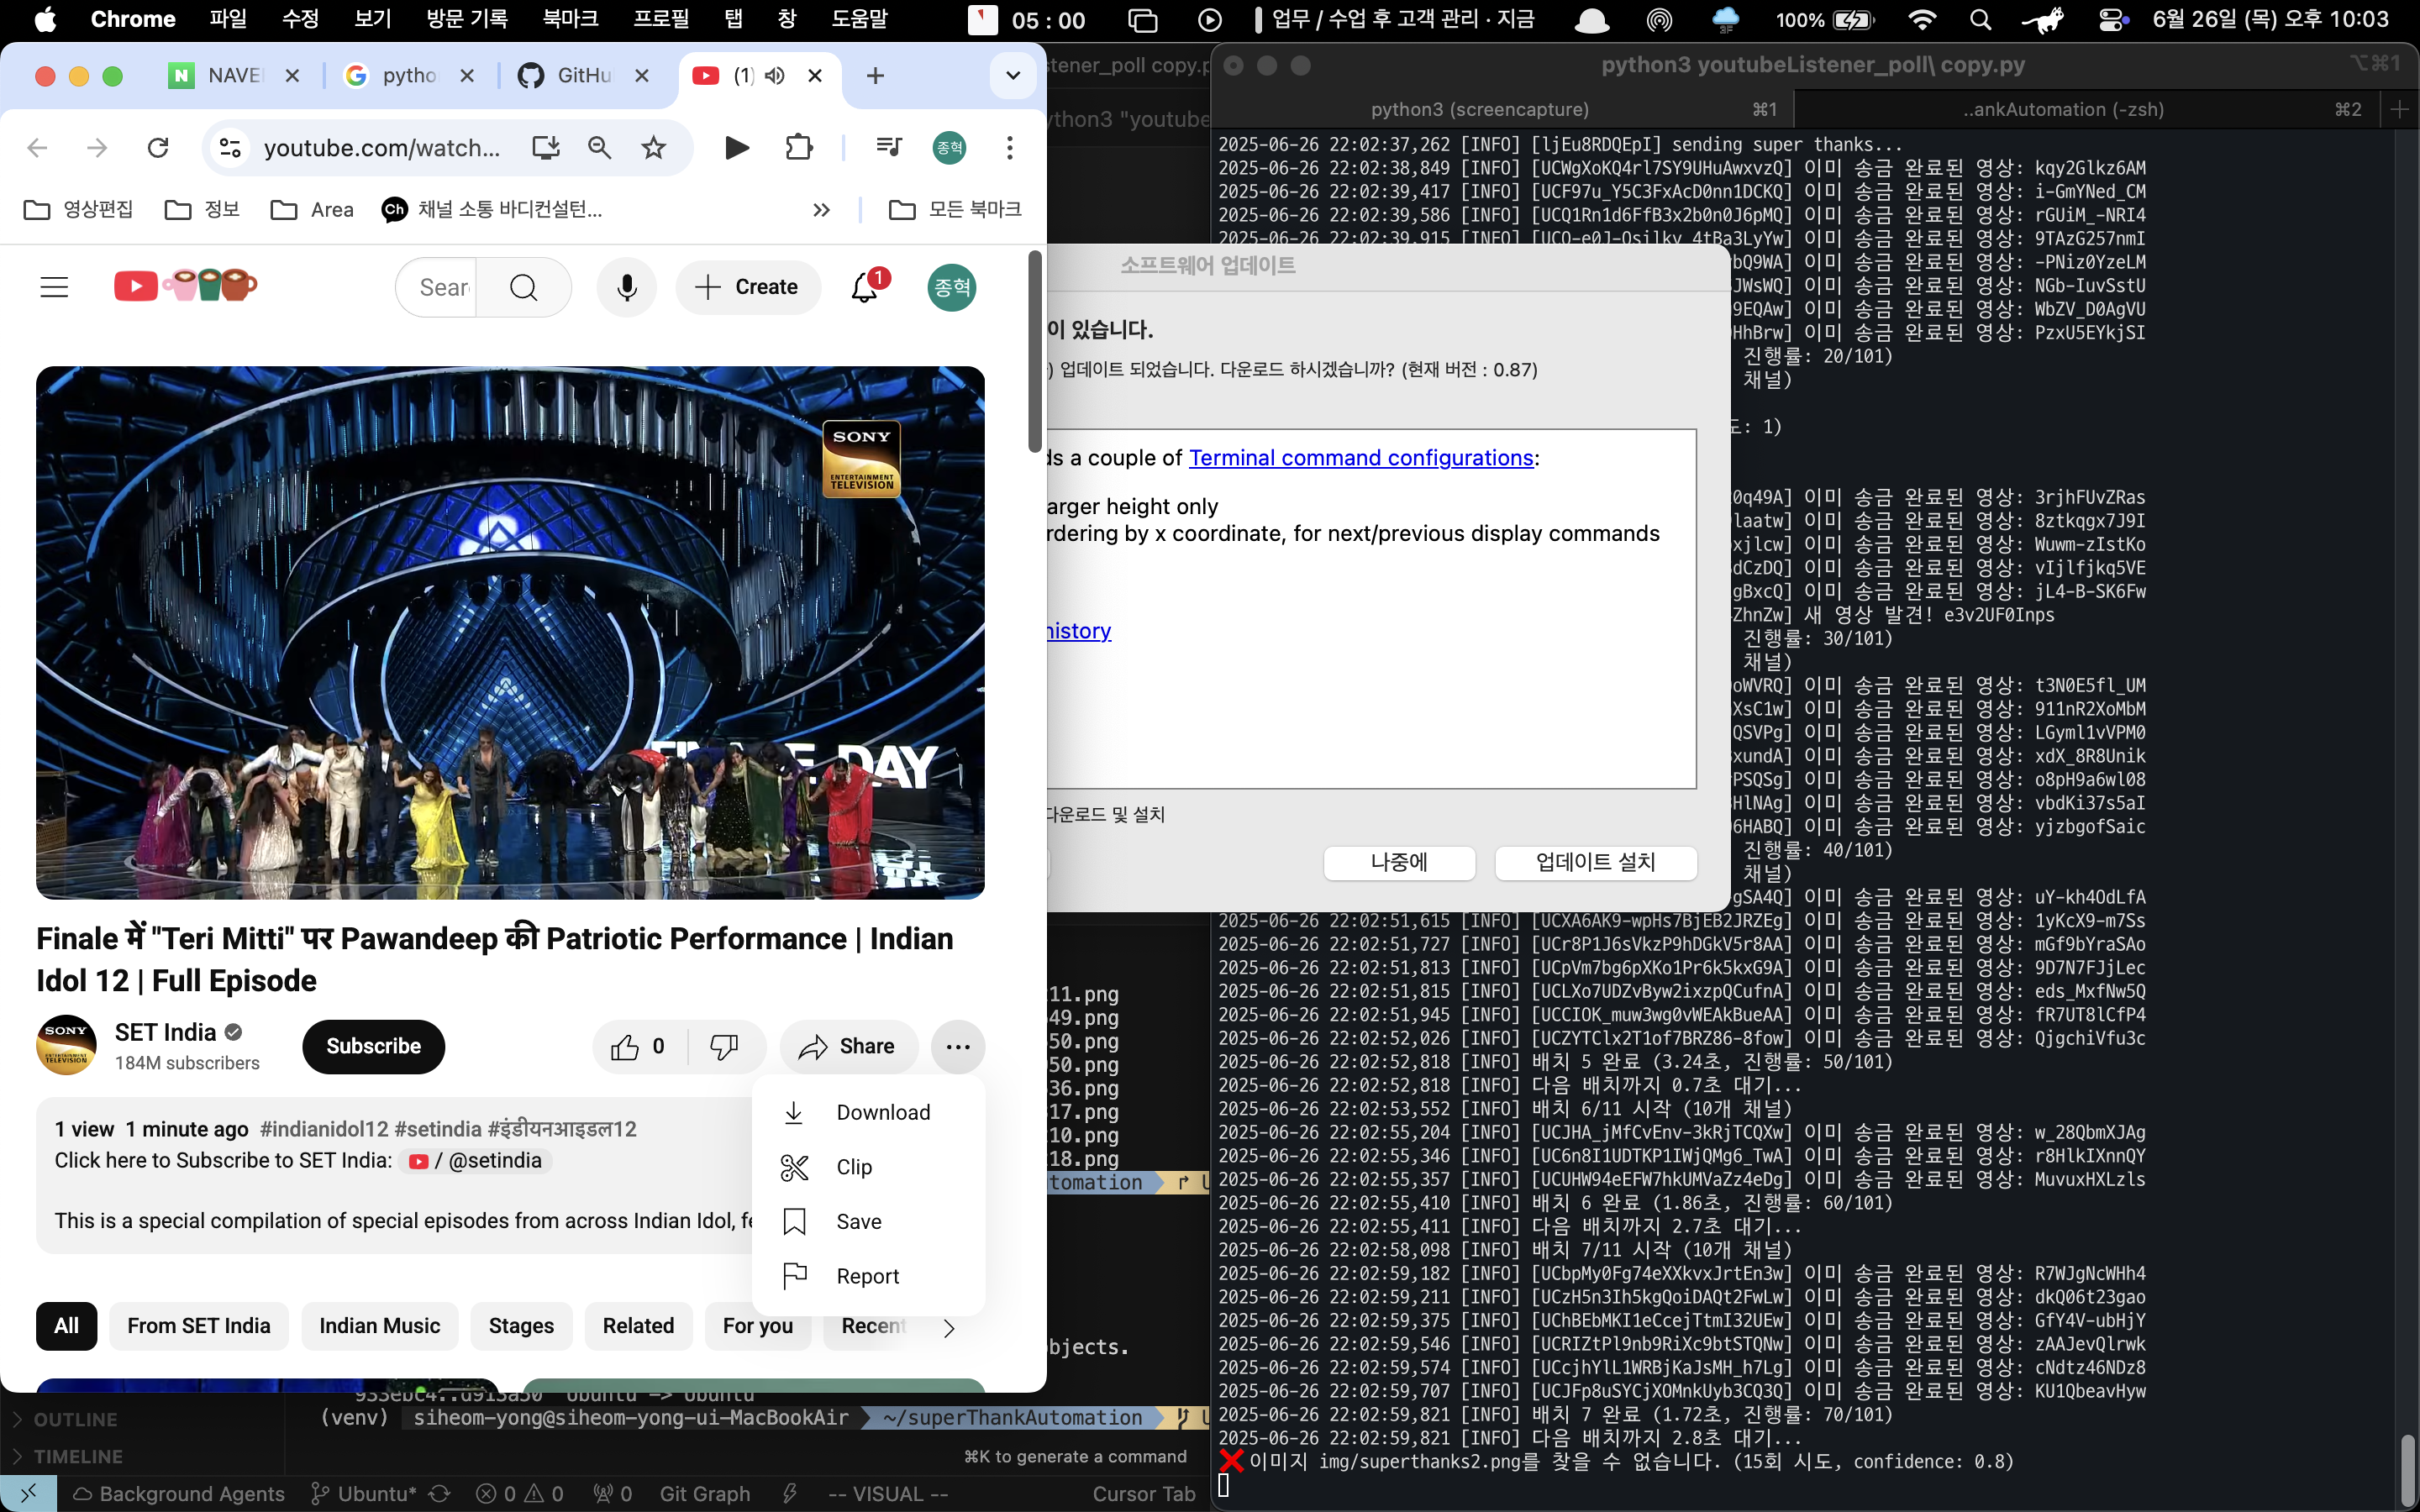 Chrome 파일 수정 보기 방문 기록 북마크 프로필 탭 창 도움말 05 : 00 업무 / 수업 후 고객 관리 · 지금 3F 100% 6월 26일 (목) 오후 10:03
NAVE pytho GitHu (1)
youtube.com/watch... 종혁
영상편집 정보 Area Ch 채널 소통 바디컨설턴... 모든 북마크
Sear Create 1 종혁
SONY
ENTERTAINMENT
TELEVISION
DAY
Finale में "Teri Mitti" पर Pawandeep की Patriotic Performance | Indian
Idol 12 | Full Episode
SONY
SET India
184M subscribers
Subscribe 0 Share
1 view 1 minute ago #indianidol12 #setindia #इंडीयनआइडल12
Click here to Subscribe to SET India: / @setindia
This is a special compilation of special episodes from across Indian Idol, fe
Download
Clip
Save
Report
All From SET India Indian Music Stages Related For you Recent
stener_poll copy.p
ython3 "youtube
소프트웨어 업데이트
이 있습니다.
) 업데이트 되었습니다. 다운로드 하시겠습니까? (현재 버전 : 0.87)
ds a couple of Terminal command configurations:
arger height only
rdering by x coordinate, for next/previous display commands
history
다운로드 및 설치
나중에 업데이트 설치
11.png
49.png
50.png
50.png
36.png
17.png
10.png
18.png
tomation
bjects.
933ebc4..d913a50 Ubuntu -> Ubuntu
(venv) siheom-yong@siheom-yong-ui-MacBookAir ~/superThankAutomation
OUTLINE
TIMELINE
⌘K to generate a command
Background Agents Ubuntu* 0 0 0 Git Graph -- VISUAL -- Cursor Tab
python3 youtubeListener_poll\ copy.py ⌥⌘1
python3 (screencapture) ⌘1 ..ankAutomation (-zsh) ⌘2
2025-06-26 22:02:37,262 [INFO] [ljEu8RDQEpI] sending super thanks...
2025-06-26 22:02:38,849 [INFO] [UCWgXoKQ4rl7SY9UHuAwxvzQ] 이미 송금 완료된 영상: kqy2Glkz6AM
2025-06-26 22:02:39,417 [INFO] [UCF97u_Y5C3FxAcD0nn1DCKQ] 이미 송금 완료된 영상: i-GmYNed_CM
2025-06-26 22:02:39,586 [INFO] [UCQ1Rn1d6FfB3x2b0n0J6pMQ] 이미 송금 완료된 영상: rGUiM_-NRI4
2025-06-26 22:02:39,915 [INFO] [UCQ-e0J-Osilkv_4tBa3LyYw] 이미 송금 완료된 영상: 9TAzG257nmI
bQ9WA] 이미 송금 완료된 영상: -PNiz0YzeLM
JWsWQ] 이미 송금 완료된 영상: NGb-IuvSstU
9EQAw] 이미 송금 완료된 영상: WbZV_D0AgVU
HhBrw] 이미 송금 완료된 영상: PzxU5EYkjSI
진행률: 20/101)
채널)
도: 1)
0q49A] 이미 송금 완료된 영상: 3rjhFUvZRas
laatw] 이미 송금 완료된 영상: 8ztkqgx7J9I
xjlcw] 이미 송금 완료된 영상: Wuwm-zIstKo
dCzDQ] 이미 송금 완료된 영상: vIjlfjkq5VE
gBxcQ] 이미 송금 완료된 영상: jL4-B-SK6Fw
ZhnZw] 새 영상 발견! e3v2UF0Inps
진행률: 30/101)
채널)
oWVRQ] 이미 송금 완료된 영상: t3N0E5fl_UM
XsC1w] 이미 송금 완료된 영상: 911nR2XoMbM
QSVPg] 이미 송금 완료된 영상: LGyml1vVPM0
xundA] 이미 송금 완료된 영상: xdX_8R8Unik
PSQSg] 이미 송금 완료된 영상: o8pH9a6wl08
HlNAg] 이미 송금 완료된 영상: vbdKi37s5aI
6HABQ] 이미 송금 완료된 영상: yjzbgofSaic
진행률: 40/101)
채널)
gSA4Q] 이미 송금 완료된 영상: uY-kh4OdLfA
2025-06-26 22:02:51,615 [INFO] [UCXA6AK9-wpHs7BjEB2JRZEg] 이미 송금 완료된 영상: 1yKcX9-m7Ss
2025-06-26 22:02:51,727 [INFO] [UCr8P1J6sVkzP9hDGkV5r8AA] 이미 송금 완료된 영상: mGf9bYraSAo
2025-06-26 22:02:51,813 [INFO] [UCpVm7bg6pXKo1Pr6k5kxG9A] 이미 송금 완료된 영상: 9D7N7FJjLec
2025-06-26 22:02:51,815 [INFO] [UCLXo7UDZvByw2ixzpQCufnA] 이미 송금 완료된 영상: eds_MxfNw5Q
2025-06-26 22:02:51,945 [INFO] [UCCIOK_muw3wg0vWEAkBueAA] 이미 송금 완료된 영상: fR7UT8lCfP4
2025-06-26 22:02:52,026 [INFO] [UCZYTClx2T1of7BRZ86-8fow] 이미 송금 완료된 영상: QjgchiVfu3c
2025-06-26 22:02:52,818 [INFO] 배치 5 완료 (3.24초, 진행률: 50/101)
2025-06-26 22:02:52,818 [INFO] 다음 배치까지 0.7초 대기...
2025-06-26 22:02:53,552 [INFO] 배치 6/11 시작 (10개 채널)
2025-06-26 22:02:55,204 [INFO] [UCJHA_jMfCvEnv-3kRjTCQXw] 이미 송금 완료된 영상: w_28QbmXJAg
2025-06-26 22:02:55,346 [INFO] [UC6n8I1UDTKP1IWjQMg6_TwA] 이미 송금 완료된 영상: r8HlkIXnnQY
2025-06-26 22:02:55,357 [INFO] [UCUHW94eEFW7hkUMVaZz4eDg] 이미 송금 완료된 영상: MuvuxHXLzls
2025-06-26 22:02:55,410 [INFO] 배치 6 완료 (1.86초, 진행률: 60/101)
2025-06-26 22:02:55,411 [INFO] 다음 배치까지 2.7초 대기...
2025-06-26 22:02:58,098 [INFO] 배치 7/11 시작 (10개 채널)
2025-06-26 22:02:59,182 [INFO] [UCbpMy0Fg74eXXkvxJrtEn3w] 이미 송금 완료된 영상: R7WJgNcWHh4
2025-06-26 22:02:59,211 [INFO] [UCzH5n3Ih5kgQoiDAQt2FwLw] 이미 송금 완료된 영상: dkQ06t23gao
2025-06-26 22:02:59,375 [INFO] [UChBEbMKI1eCcejTtmI32UEw] 이미 송금 완료된 영상: GfY4V-ubHjY
2025-06-26 22:02:59,546 [INFO] [UCRIZtPl9nb9RiXc9btSTQNw] 이미 송금 완료된 영상: zAAJevQlrwk
2025-06-26 22:02:59,574 [INFO] [UCcjhYlL1WRBjKaJsMH_h7Lg] 이미 송금 완료된 영상: cNdtz46NDz8
2025-06-26 22:02:59,707 [INFO] [UCJFp8uSYCjXOMnkUyb3CQ3Q] 이미 송금 완료된 영상: KU1QbeavHyw
2025-06-26 22:02:59,821 [INFO] 배치 7 완료 (1.72초, 진행률: 70/101)
2025-06-26 22:02:59,821 [INFO] 다음 배치까지 2.8초 대기...
❌ 이미지 img/superthanks2.png를 찾을 수 없습니다. (15회 시도, confidence: 0.8)